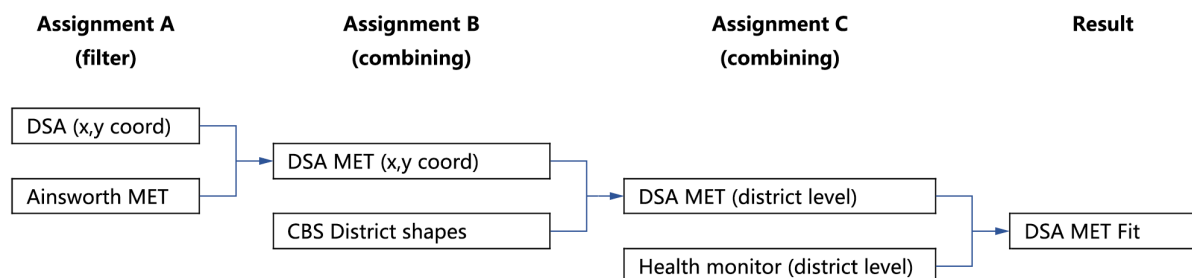 Assignment A
(filter)
Assignment B
(combining)
Assignment C
(combining)
Result
DSA (x,y coord)
Ainsworth MET
DSA MET (x,y coord)
CBS District shapes
DSA MET (district level)
Health monitor (district level)
DSA MET Fit